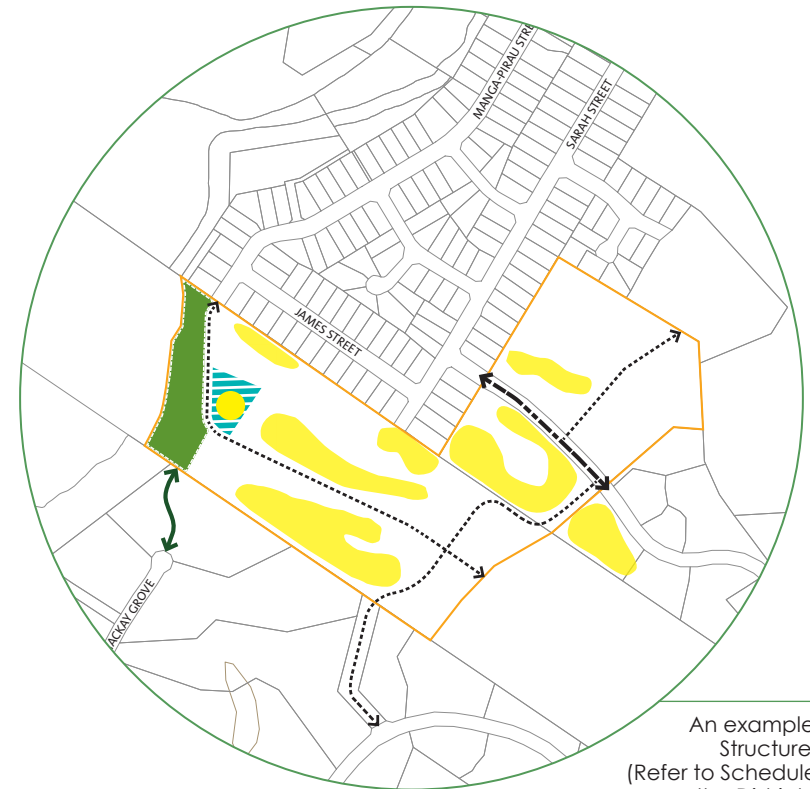 MANGA-PIRAU STRE
SARAH STREET
JAMES STREET
ACKAY GROVE
An example
Structure
(Refer to Schedule